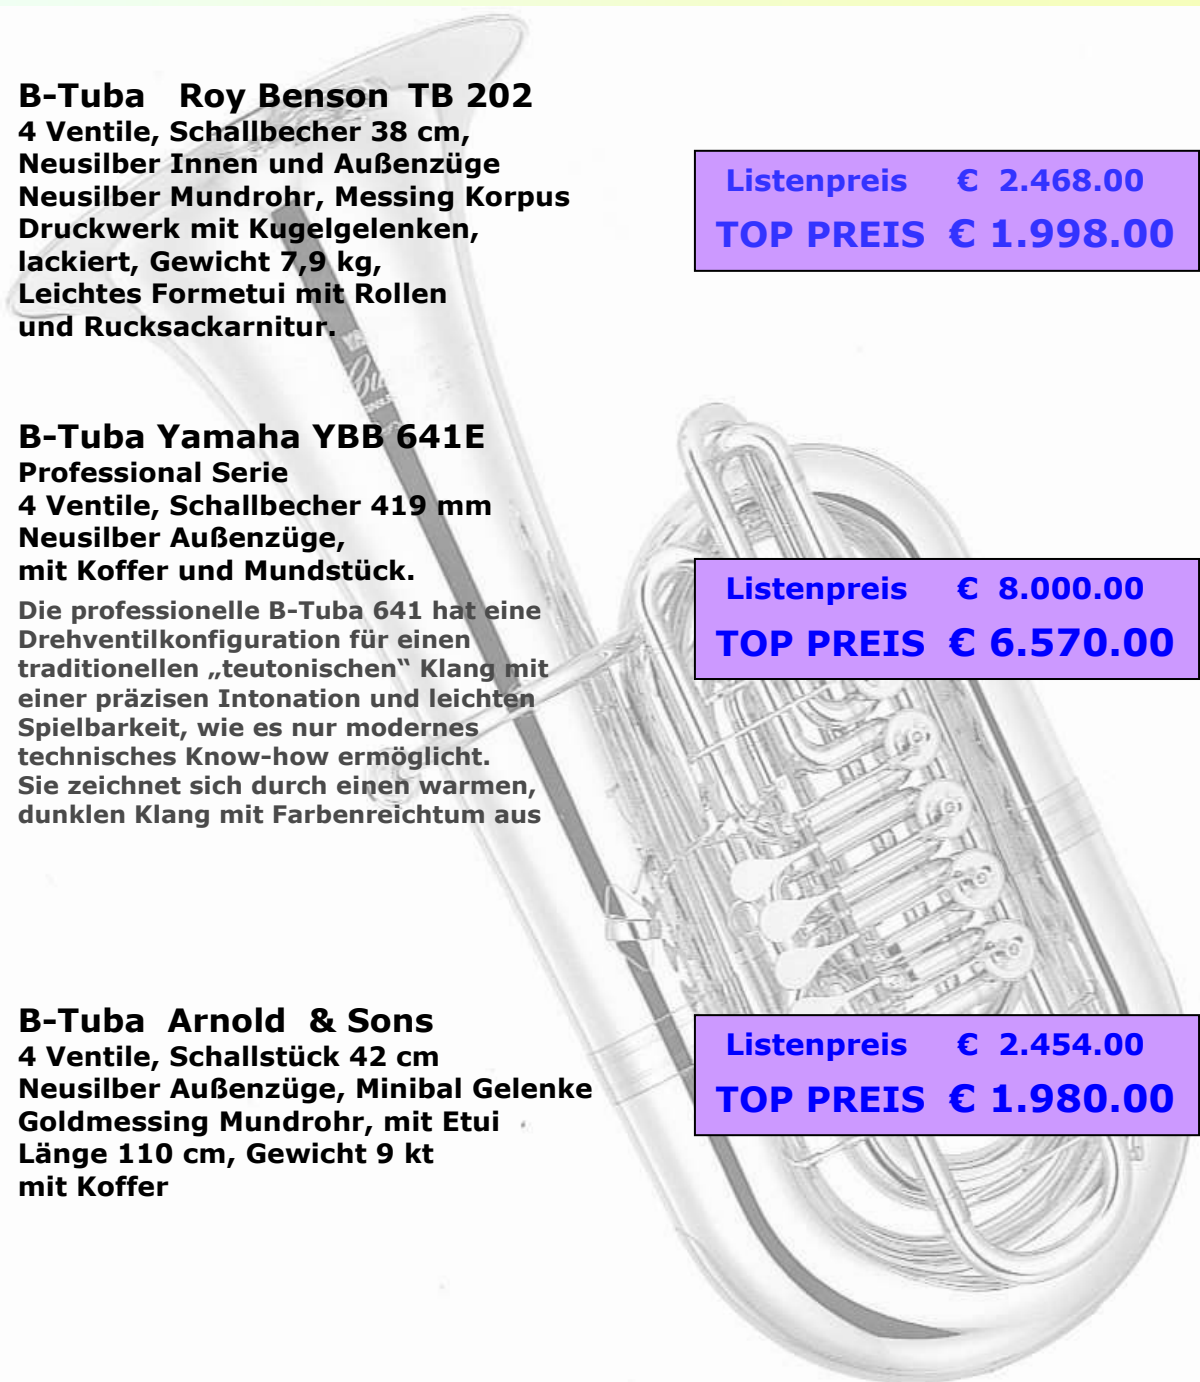 B-Tuba Roy Benson TB 202
4 Ventile, Schallbecher 38 cm,
Neusilber Innen und Außenzüge
Neusilber Mundrohr, Messing Korpus
Druckwerk mit Kugelgelenken,
lackiert, Gewicht 7,9 kg,
Leichtes Formetui mit Rollen
und Rucksackarnitur.
Listenpreis € 2.468.00
TOP PREIS € 1.998.00
B-Tuba Yamaha YBB 641E
Professional Serie
4 Ventile, Schallbecher 419 mm
Neusilber Außenzüge,
mit Koffer und Mundstück.
Die professionelle B-Tuba 641 hat eine
Drehventilkonfiguration für einen
traditionellen „teutonischen“ Klang mit
einer präzisen Intonation und leichten
Spielbarkeit, wie es nur modernes
technisches Know-how ermöglicht.
Sie zeichnet sich durch einen warmen,
dunklen Klang mit Farbenreichtum aus
Listenpreis € 8.000.00
TOP PREIS € 6.570.00
B-Tuba Arnold & Sons
4 Ventile, Schallstück 42 cm
Neusilber Außenzüge, Minibal Gelenke
Goldmessing Mundrohr, mit Etui
Länge 110 cm, Gewicht 9 kt
mit Koffer
Listenpreis € 2.454.00
TOP PREIS € 1.980.00